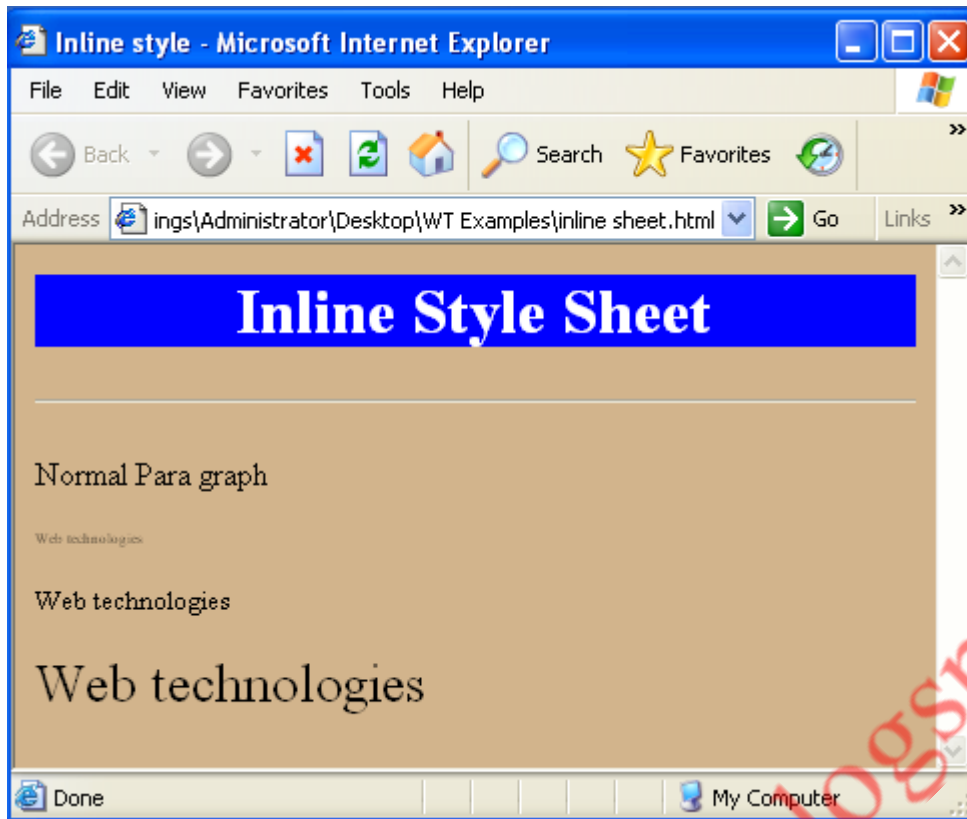 Inline style - Microsoft Internet Explorer
File Edit View Favorites Tools Help
Back Search Favorites »
Address ings\Administrator\Desktop\WT Examples\inline sheet.html Go Links »
Inline Style Sheet
Normal Para graph
Web technologies
Web technologies
Web technologies
Done My Computer